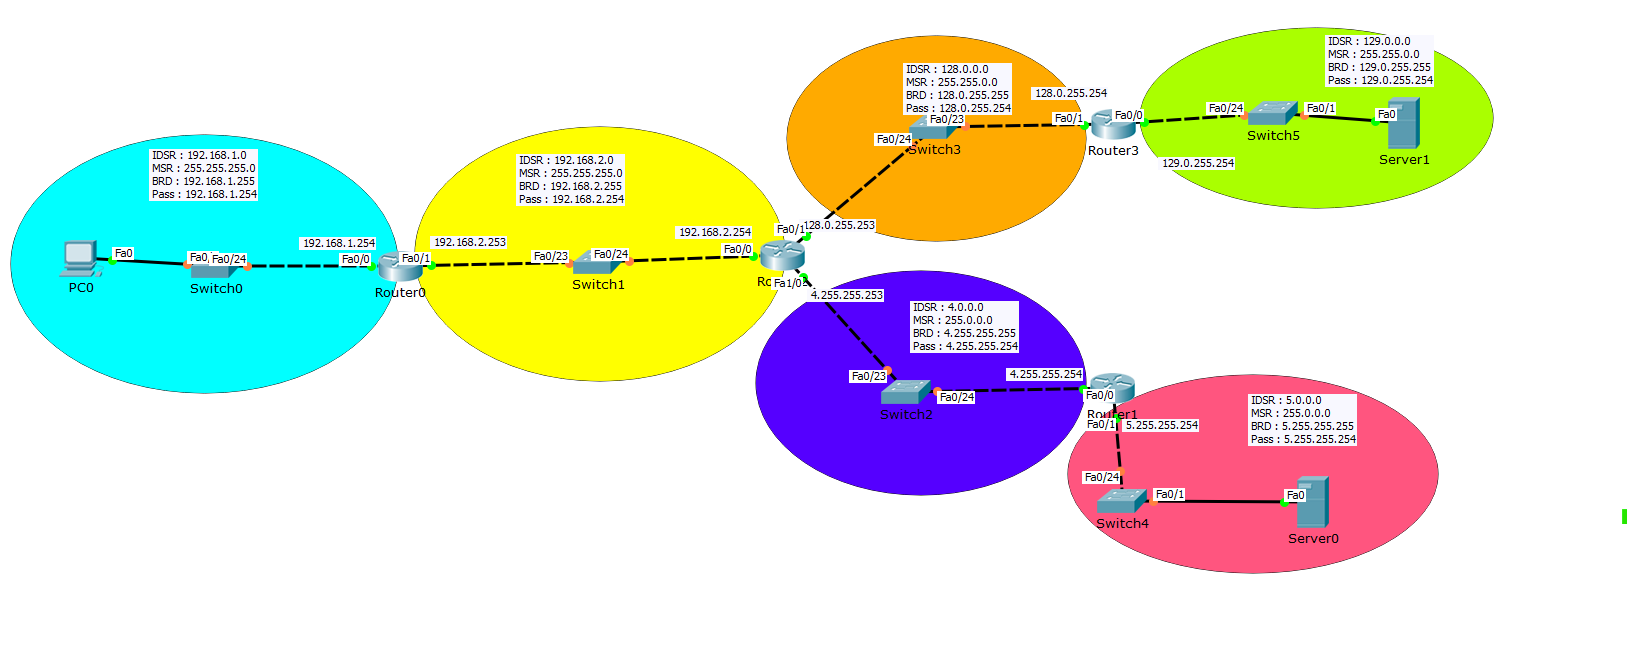 IDSR : 192.168.1.0
MSR : 255.255.255.0
BRD : 192.168.1.255
Pass : 192.168.1.254
Fa0
PC0
Fa0/24
Switch0
192.168.1.254
Fa0/0
Fa0/1
Router0
192.168.2.253
IDSR : 192.168.2.0
MSR : 255.255.255.0
BRD : 192.168.2.255
Pass : 192.168.2.254
Fa0/23
Fa0/24
Switch1
192.168.2.254
Fa0/0
Fa0/1
Fa1/0
128.0.255.253
4.255.255.253
IDSR : 128.0.0.0
MSR : 255.255.0.0
BRD : 128.0.255.255
Pass : 128.0.255.254
Fa0/23
Fa0/24
Switch3
128.0.255.254
Fa0/1
Fa0/0
Router3
129.0.255.254
IDSR : 129.0.0.0
MSR : 255.255.0.0
BRD : 129.0.255.255
Pass : 129.0.255.254
Fa0/24
Fa0/1
Switch5
Fa0
Server1
IDSR : 4.0.0.0
MSR : 255.0.0.0
BRD : 4.255.255.255
Pass : 4.255.255.254
Fa0/23
Fa0/24
Switch2
4.255.255.254
Fa0/0
Router1
Fa0/1
5.255.255.254
IDSR : 5.0.0.0
MSR : 255.0.0.0
BRD : 5.255.255.255
Pass : 5.255.255.254
Fa0/24
Fa0/1
Switch4
Fa0
Server0